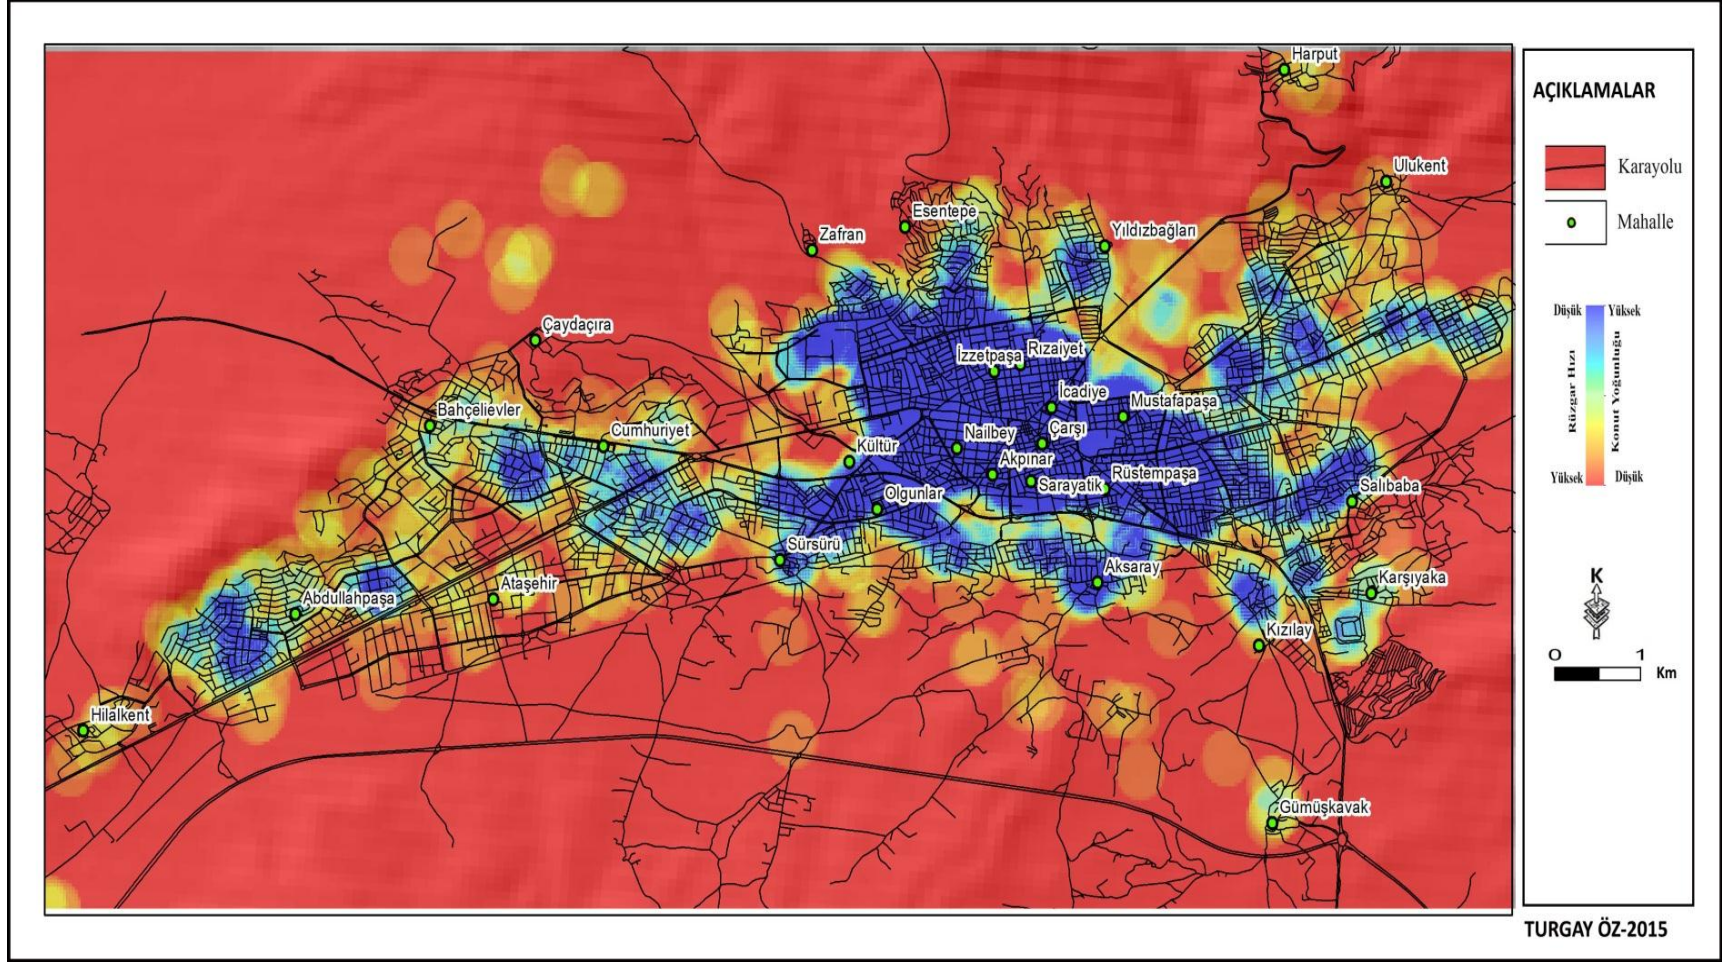 Harput
Ulukent
Esentepe
Zafran
Yıldızbağları
Çaydaçıra
İzzetpaşa
Rızaiyet
İcadiye
Mustafapaşa
Bahçelievler
Cumhuriyet
Çarşı
Kültür
Nailbey
Akpınar
Sarayatik
Rüstempaşa
Olgunlar
Salıbaba
Sürsürü
Aksaray
Karşıyaka
Ataşehir
Abdullahpaşa
Kızılay
Hilalkent
Gümüşkavak
AÇIKLAMALAR
Karayolu
Mahalle
Düşük Yüksek
Rüzgar Hızı
Konut Yoğunluğu
Yüksek Düşük
K
0 1
Km
TURGAY ÖZ-2015